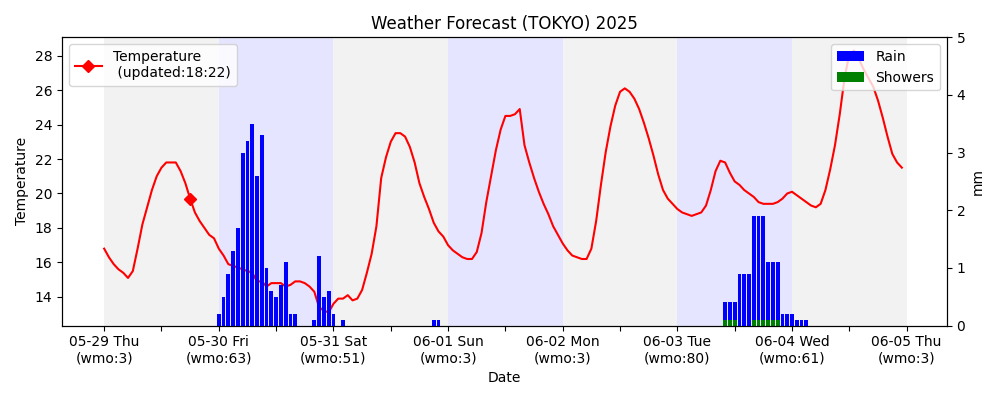 Weather Forecast (TOKYO) 2025
Temperature
(updated:18:22)
Rain
Showers
Temperature
28
26
24
22
20
18
16
14
5
4
3
2
1
0
mm
05-29 Thu
(wmo:3)
05-30 Fri
(wmo:63)
05-31 Sat
(wmo:51)
06-01 Sun
(wmo:3)
06-02 Mon
(wmo:3)
06-03 Tue
(wmo:80)
06-04 Wed
(wmo:61)
06-05 Thu
(wmo:3)
Date